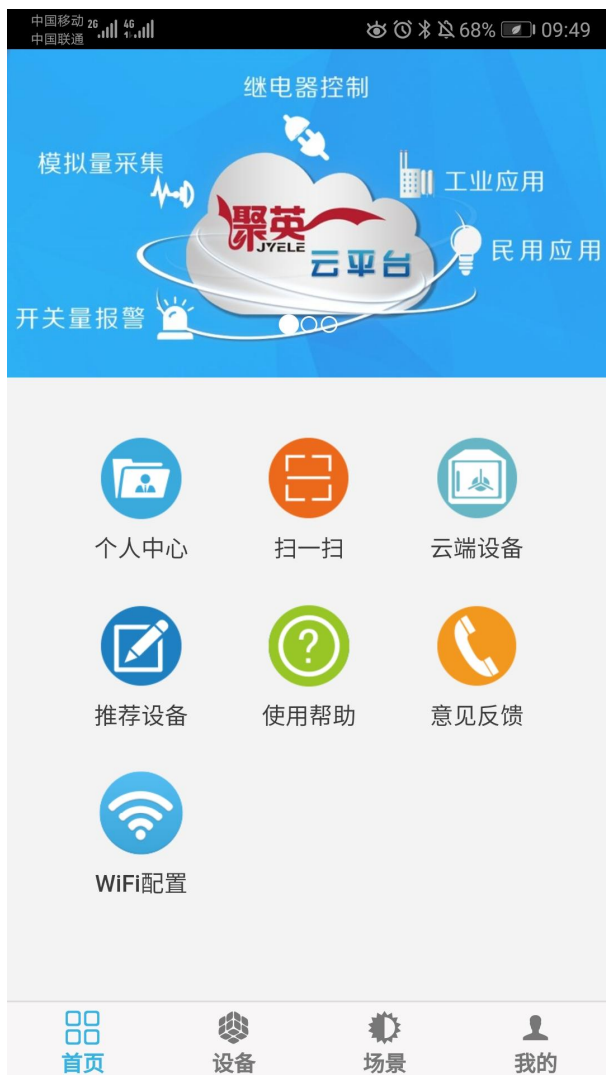 中国移动 2G 4G
中国联通
68% 09:49
继电器控制
模拟量采集
工业应用
聚英
JYELE
云平台
民用应用
开关量报警
个人中心 扫一扫 云端设备
推荐设备 使用帮助 意见反馈
WiFi配置
首页 设备 场景 我的